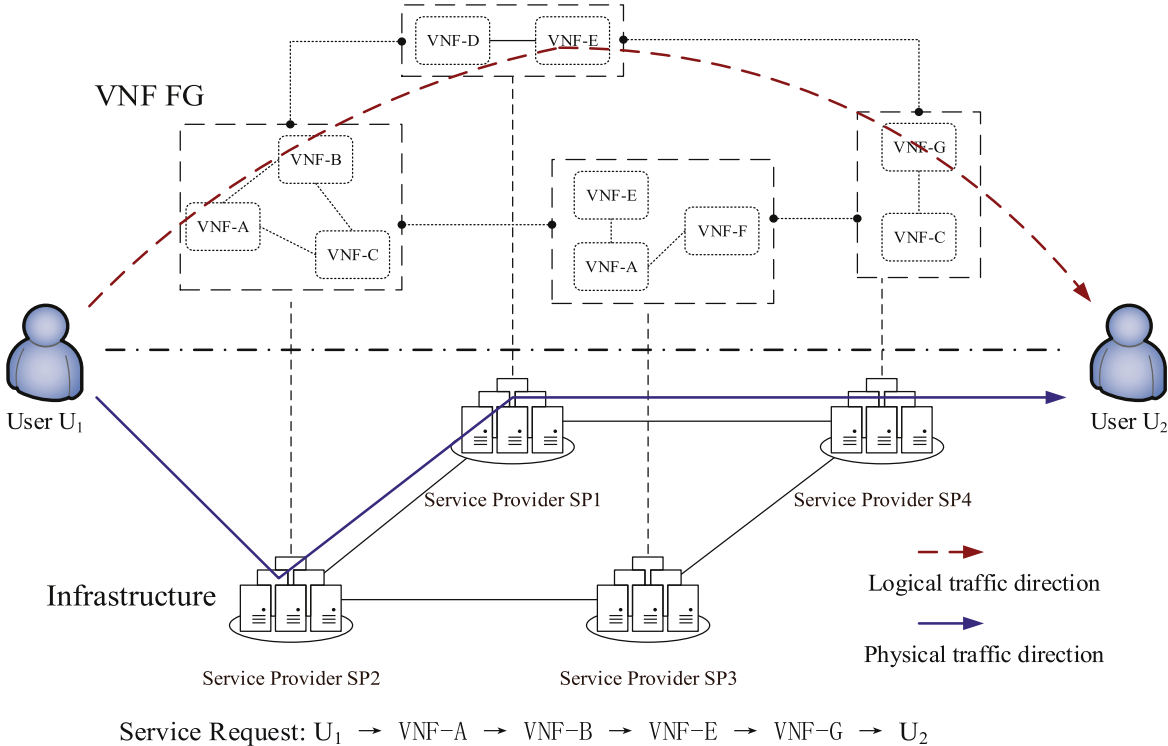 VNF-D
VNF-E
VNF FG
VNF-B
VNF-A
VNF-C
VNF-E
VNF-F
VNF-A
VNF-G
VNF-C
User U1
User U2
Service Provider SP1
Service Provider SP4
Infrastructure
Service Provider SP2
Service Provider SP3
Logical traffic direction
Physical traffic direction
Service Request: U1 → VNF-A → VNF-B → VNF-E → VNF-G → U2